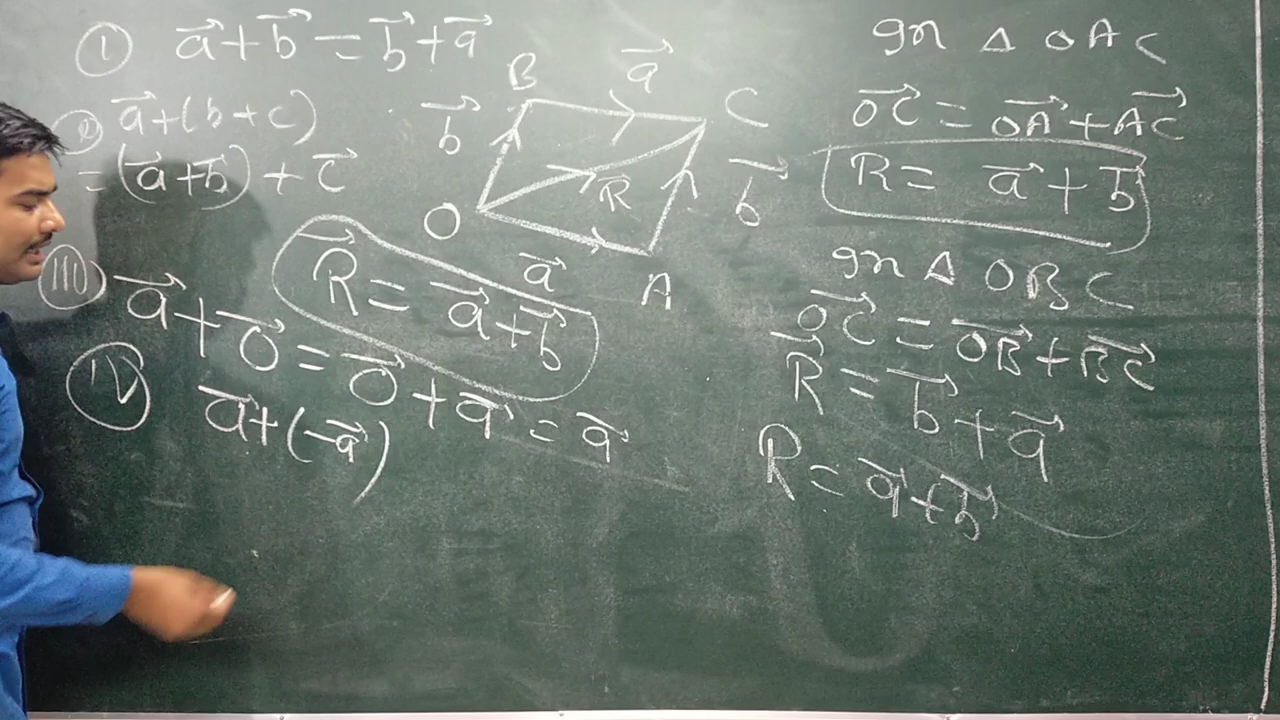 ① a⃗ + b⃗ = b⃗ + a⃗
② a⃗ + (b + c)
= (a⃗ + b⃗) + c⃗
III a⃗ + 0⃗ = 0⃗ + a⃗ = a⃗
IV a⃗ + (-a⃗)
B
a⃗
C
b⃗
R⃗
b⃗
O
a⃗
A
R⃗ = a⃗ + b⃗
In Δ OAC
OC⃗ = OA⃗ + AC⃗
R = a⃗ + b⃗
In Δ OBC
OC⃗ = OB⃗ + BC⃗
R⃗ = b⃗ + a⃗
R = a⃗ + b⃗